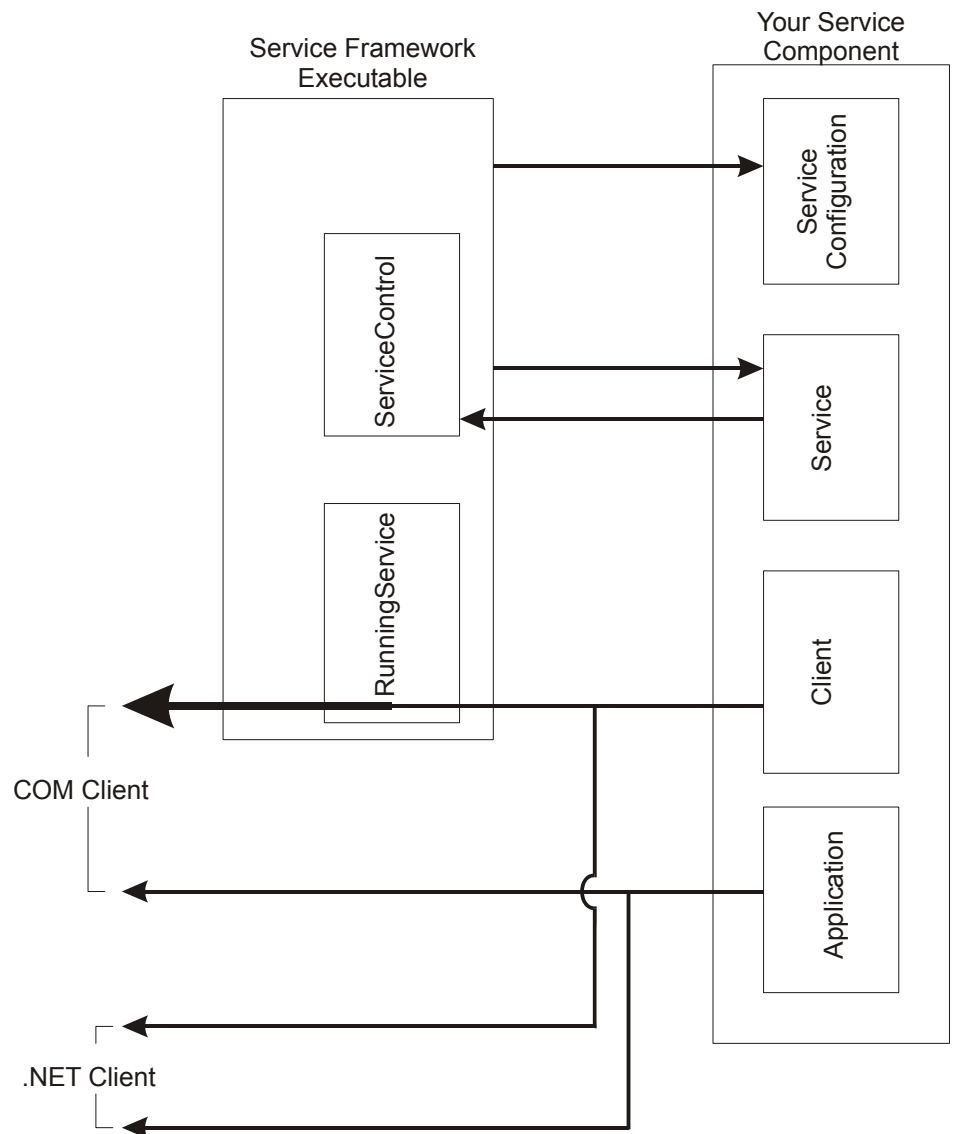 Your Service
Component
Service Framework
Executable
Service
Configuration
ServiceControl
Service
RunningService
Client
COM Client
Application
.NET Client